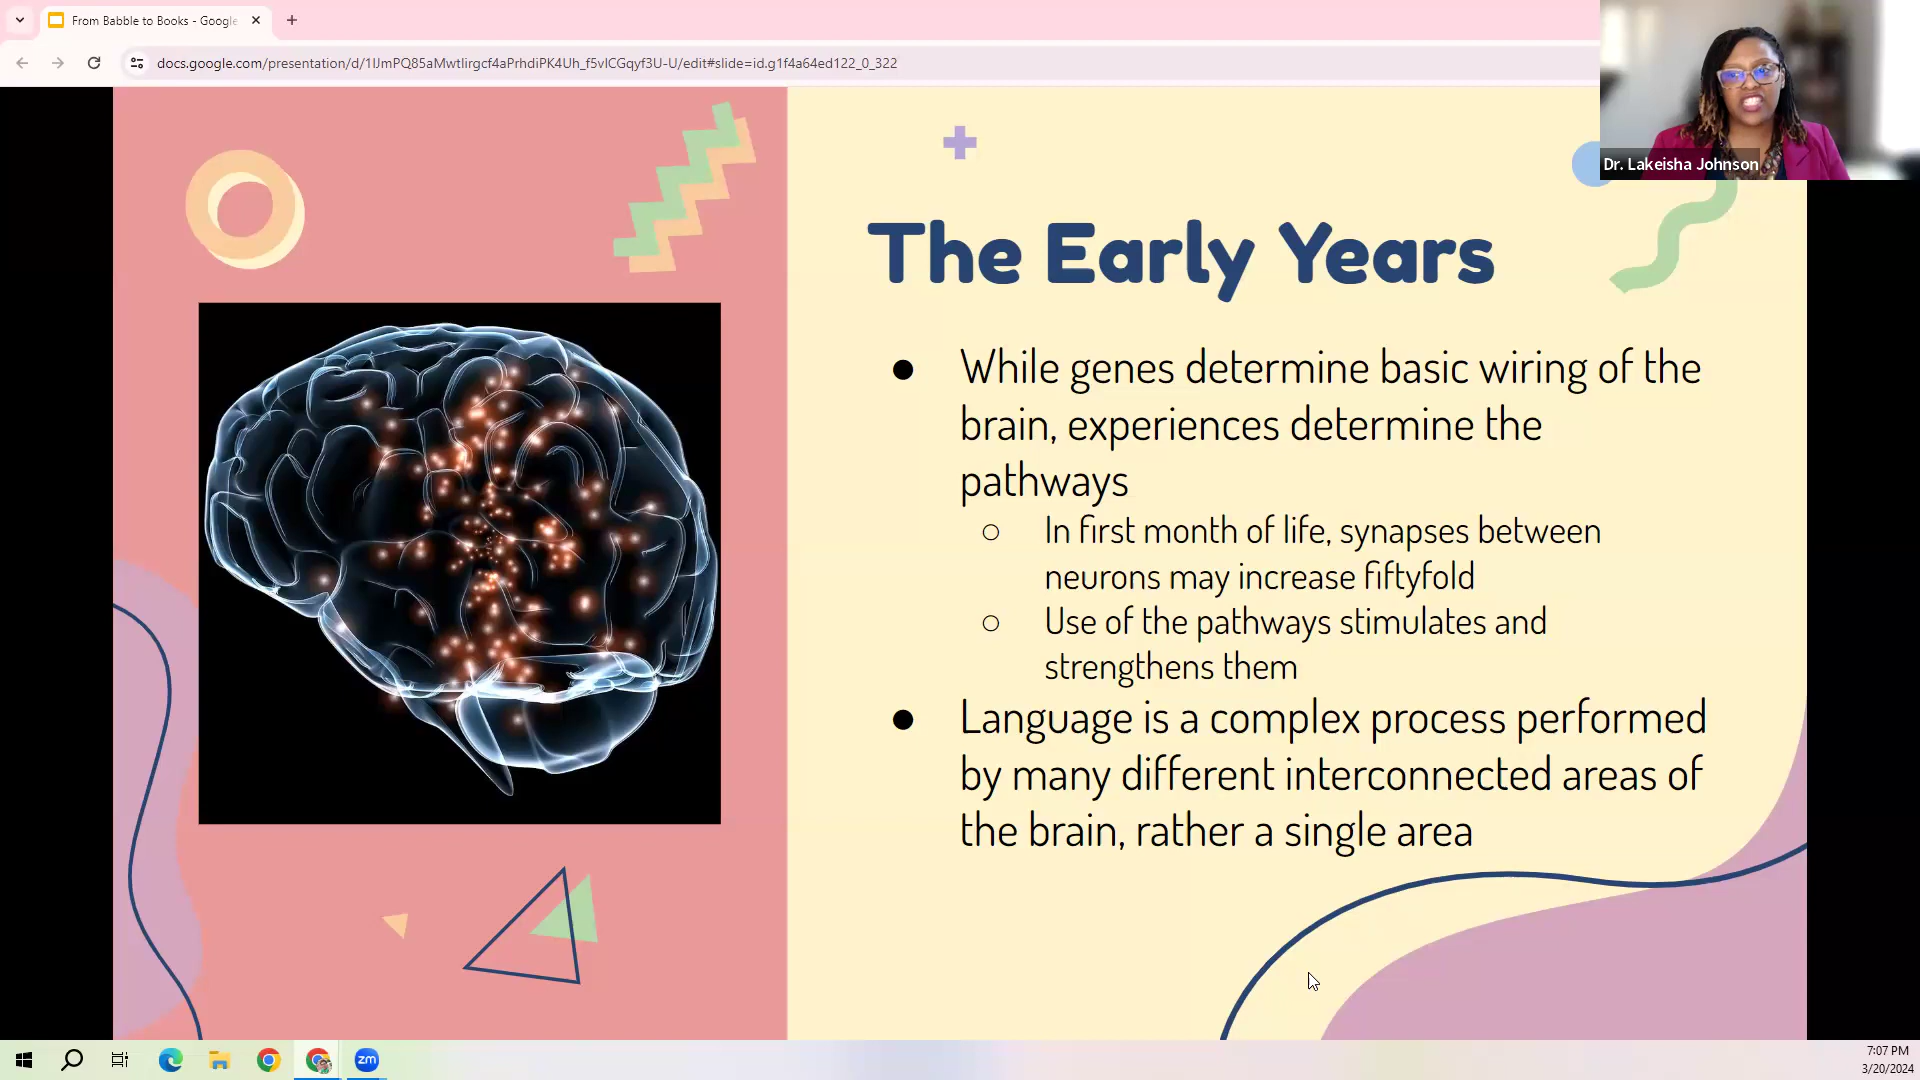 From Babble to Books - Google
docs.google.com/presentation/d/1IJmPQ85aMwtlirgcf4aPrhdiPK4Uh_f5vICGqyf3U-U/edit#slide=id.g1f4a64ed122_0_322
Dr. Lakeisha Johnson
The Early Years
● While genes determine basic wiring of the
brain, experiences determine the
pathways
○ In first month of life, synapses between
neurons may increase fiftyfold
○ Use of the pathways stimulates and
strengthens them
● Language is a complex process performed
by many different interconnected areas of
the brain, rather a single area
zm
7:07 PM
3/20/2024